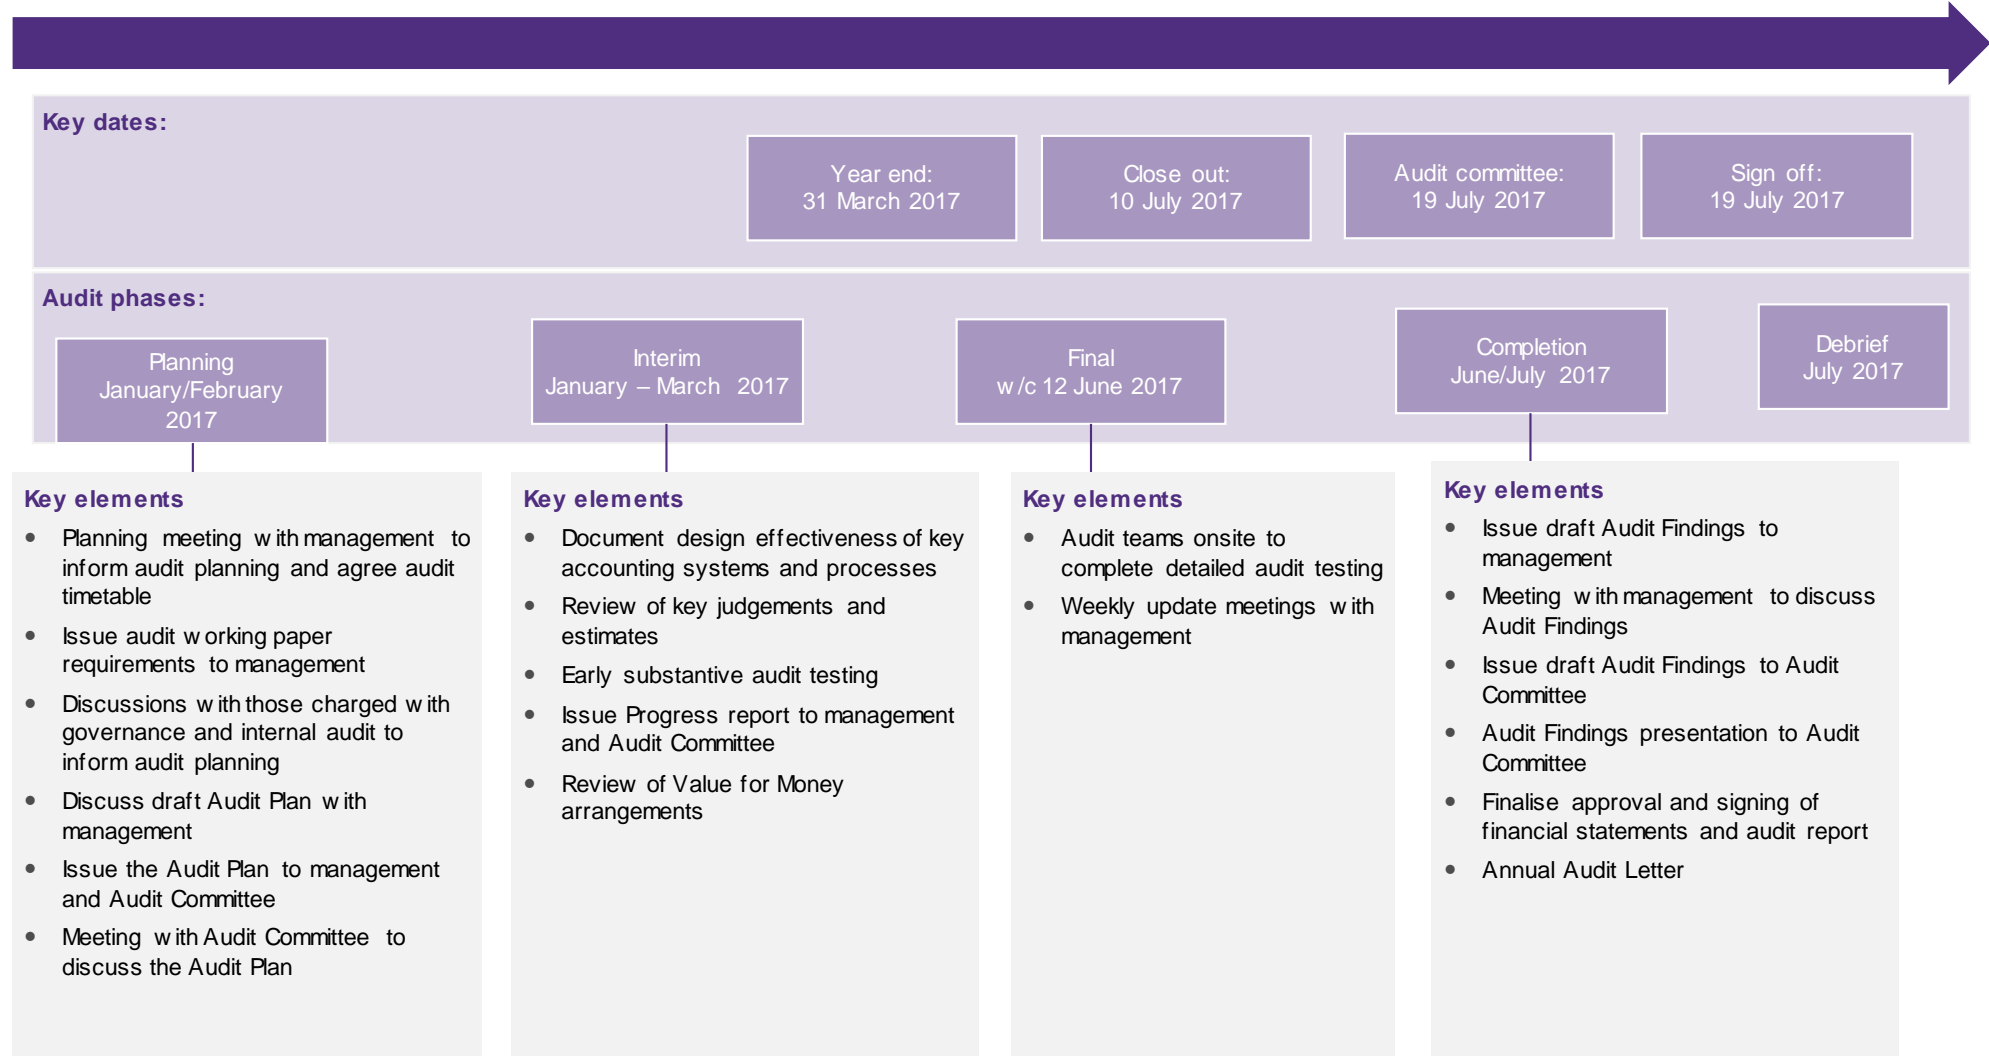 Key dates:
Year end:
31 March 2017
Close out:
10 July 2017
Audit committee:
19 July 2017
Sign off:
19 July 2017
Audit phases:
Planning
January/February
2017
Interim
January – March 2017
Final
w/c 12 June 2017
Completion
June/July 2017
Debrief
July 2017
Key elements
• Planning meeting with management to
inform audit planning and agree audit
timetable
• Issue audit working paper
requirements to management
• Discussions with those charged with
governance and internal audit to
inform audit planning
• Discuss draft Audit Plan with
management
• Issue the Audit Plan to management
and Audit Committee
• Meeting with Audit Committee to
discuss the Audit Plan
Key elements
• Document design effectiveness of key
accounting systems and processes
• Review of key judgements and
estimates
• Early substantive audit testing
• Issue Progress report to management
and Audit Committee
• Review of Value for Money
arrangements
Key elements
• Audit teams onsite to
complete detailed audit testing
• Weekly update meetings with
management
Key elements
• Issue draft Audit Findings to
management
• Meeting with management to discuss
Audit Findings
• Issue draft Audit Findings to Audit
Committee
• Audit Findings presentation to Audit
Committee
• Finalise approval and signing of
financial statements and audit report
• Annual Audit Letter